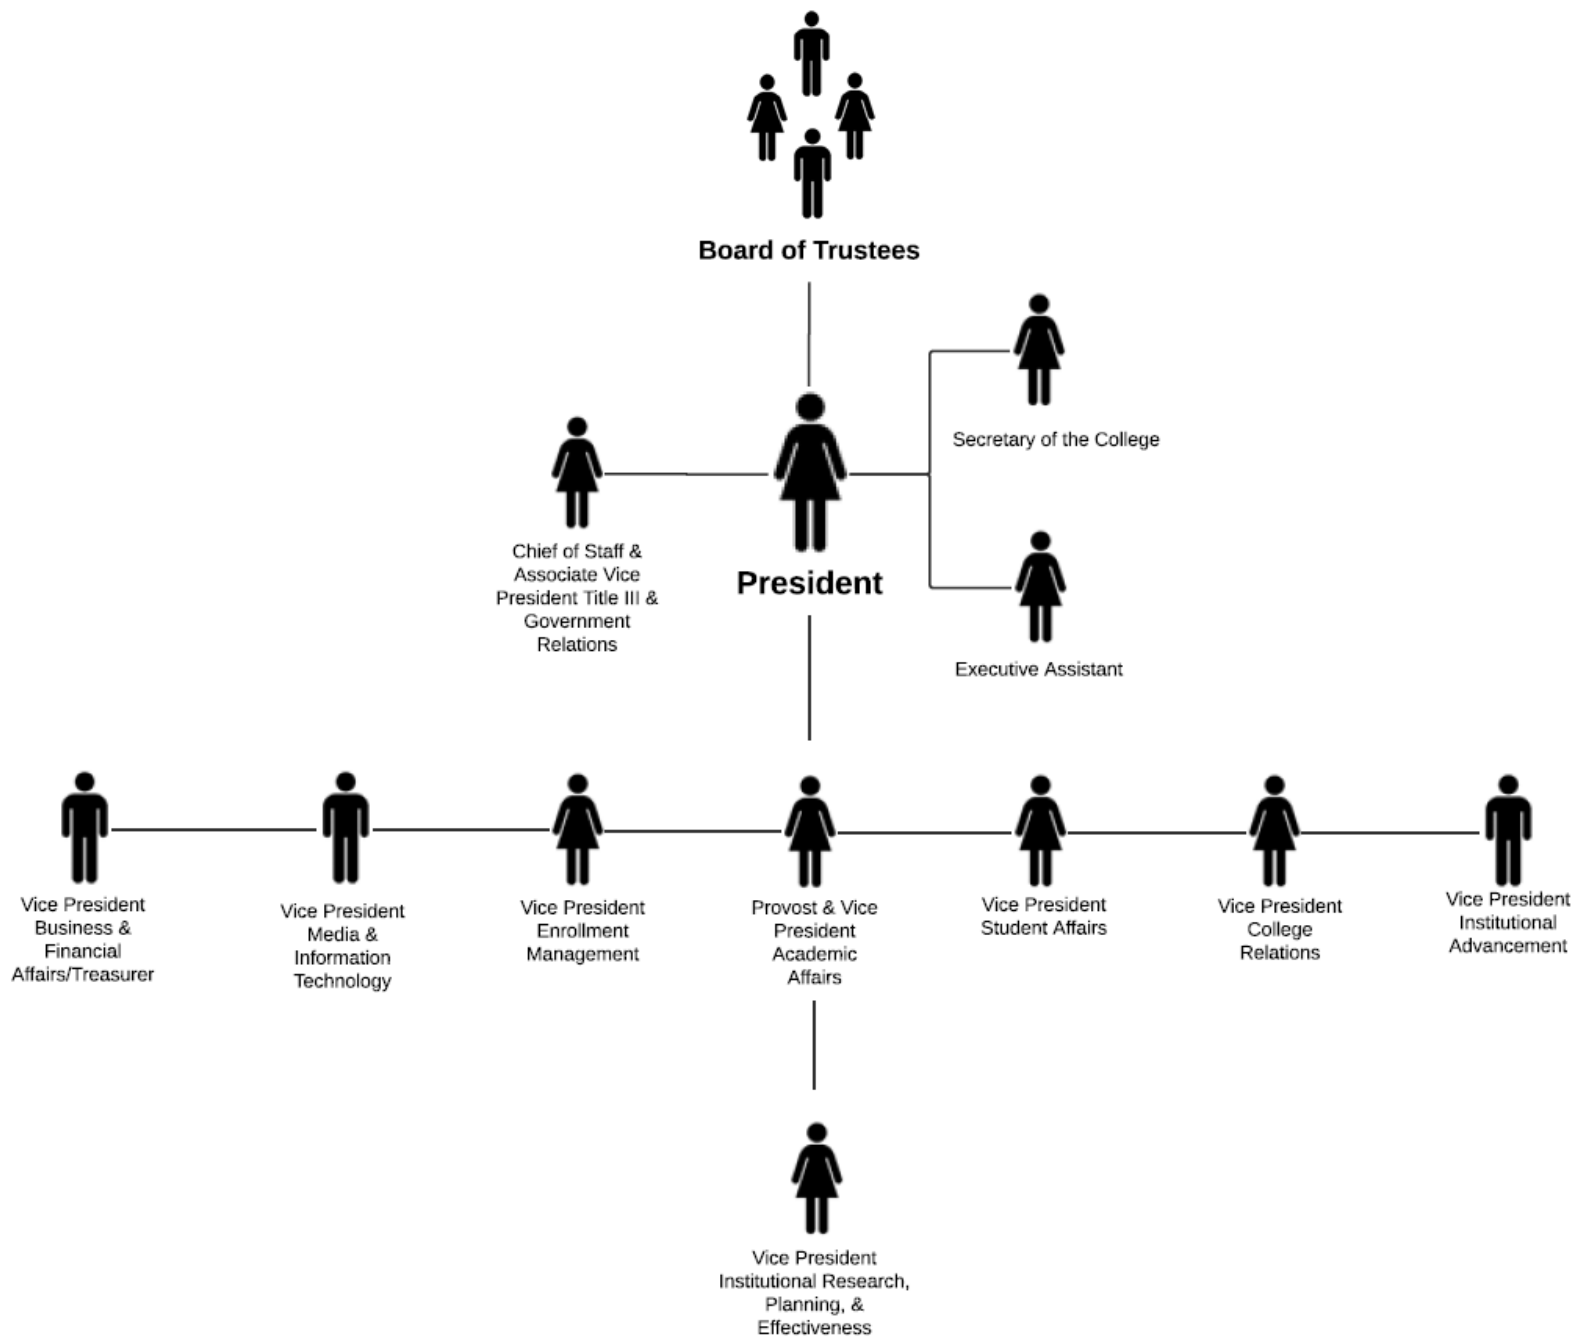 Board of Trustees
Secretary of the College
Chief of Staff &
Associate Vice
President Title III &
Government
Relations
President
Executive Assistant
Vice President
Business &
Financial
Affairs/Treasurer
Vice President
Media &
Information
Technology
Vice President
Enrollment
Management
Provost & Vice
President
Academic
Affairs
Vice President
Student Affairs
Vice President
College
Relations
Vice President
Institutional
Advancement
Vice President
Institutional Research,
Planning, &
Effectiveness